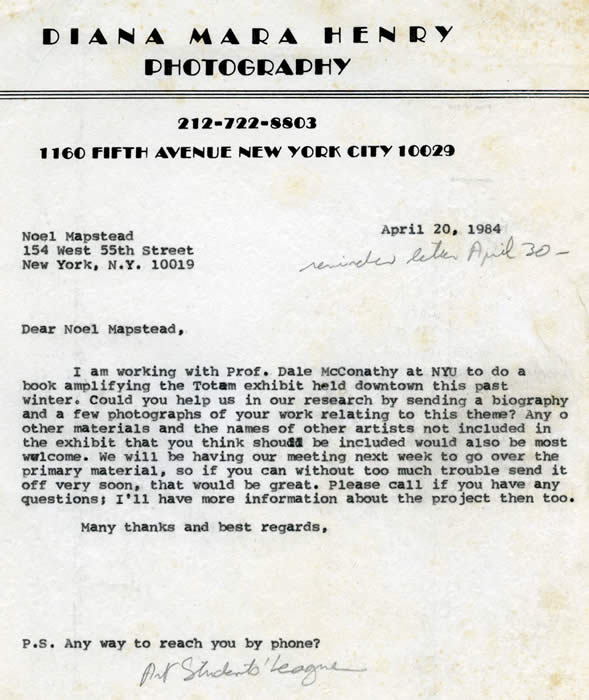 DIANA MARA HENRY
PHOTOGRAPHY
212-722-8803
1160 FIFTH AVENUE NEW YORK CITY 10029
April 20, 1984
reminder letter April 30 -
Noel Mapstead
154 West 55th Street
New York, N.Y. 10019
Dear Noel Mapstead,
I am working with Prof. Dale McConathy at NYU to do a
book amplifying the Totam exhibit held downtown this past
winter. Could you help us in our research by sending a biography
and a few photographs of your work relating to this theme? Any o
other materials and the names of other artists not included in
the exhibit that you think should be included would also be most
welcome. We will be having our meeting next week to go over the
primary material, so if you can without too much trouble send it
off very soon, that would be great. Please call if you have any
questions; I'll have more information about the project then too.
Many thanks and best regards,
P.S. Any way to reach you by phone?
Art Students' League